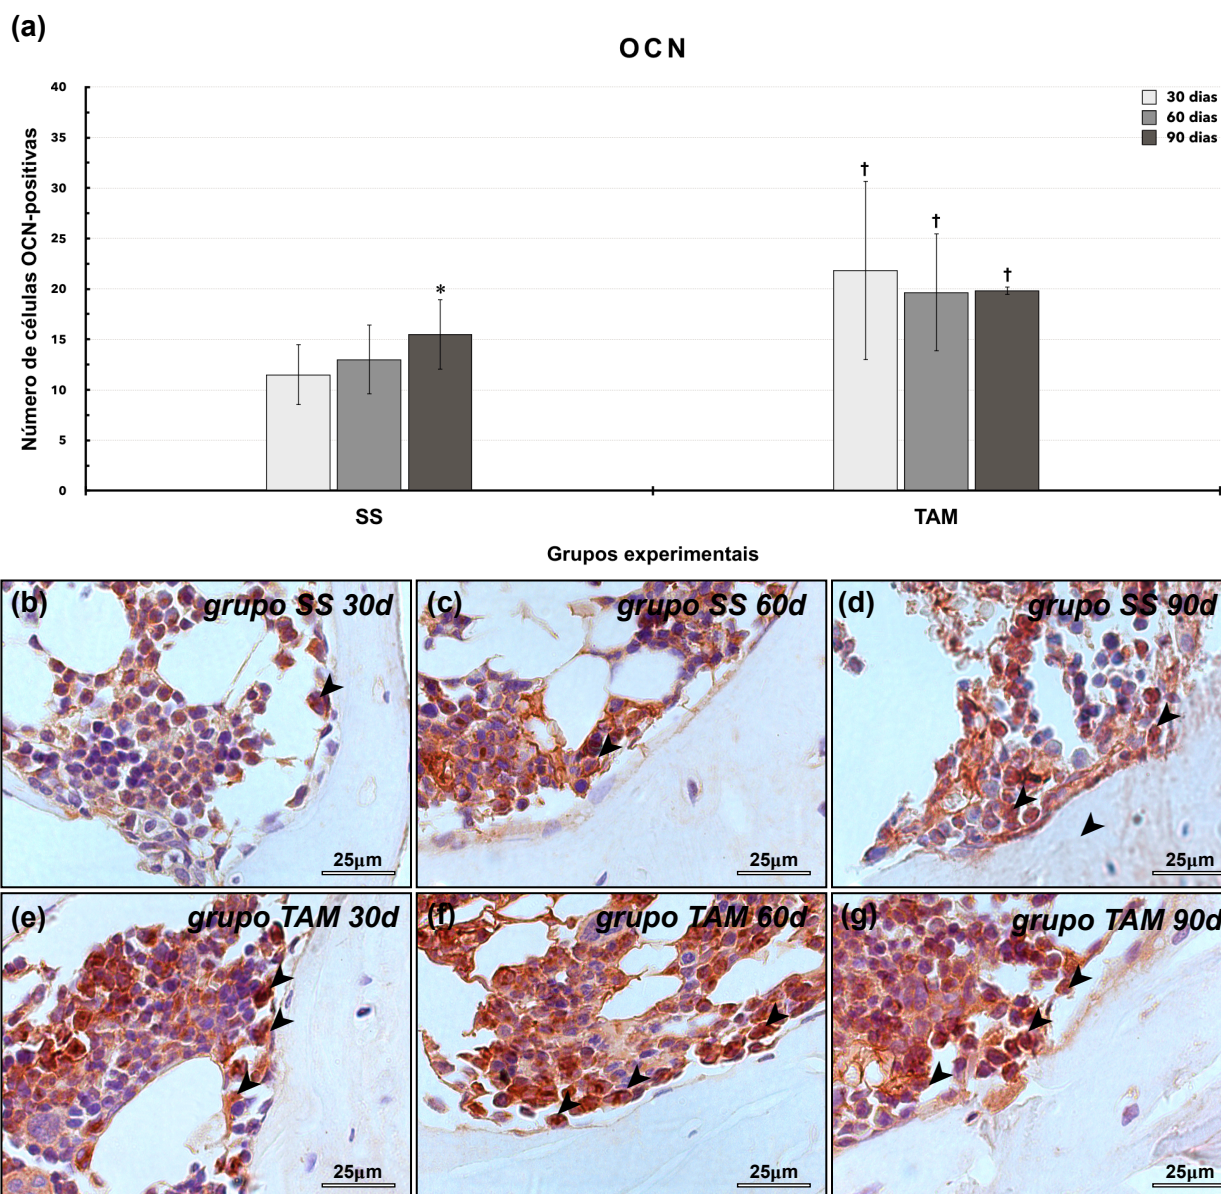 (a)
OCN
40
35
30
25
20
15
10
5
0
Número de células OCN-positivas
30 dias
60 dias
90 dias
*
†
†
†
SS
TAM
Grupos experimentais
(b) grupo SS 30d
25µm
(c) grupo SS 60d
25µm
(d) grupo SS 90d
25µm
(e) grupo TAM 30d
25µm
(f) grupo TAM 60d
25µm
(g) grupo TAM 90d
25µm